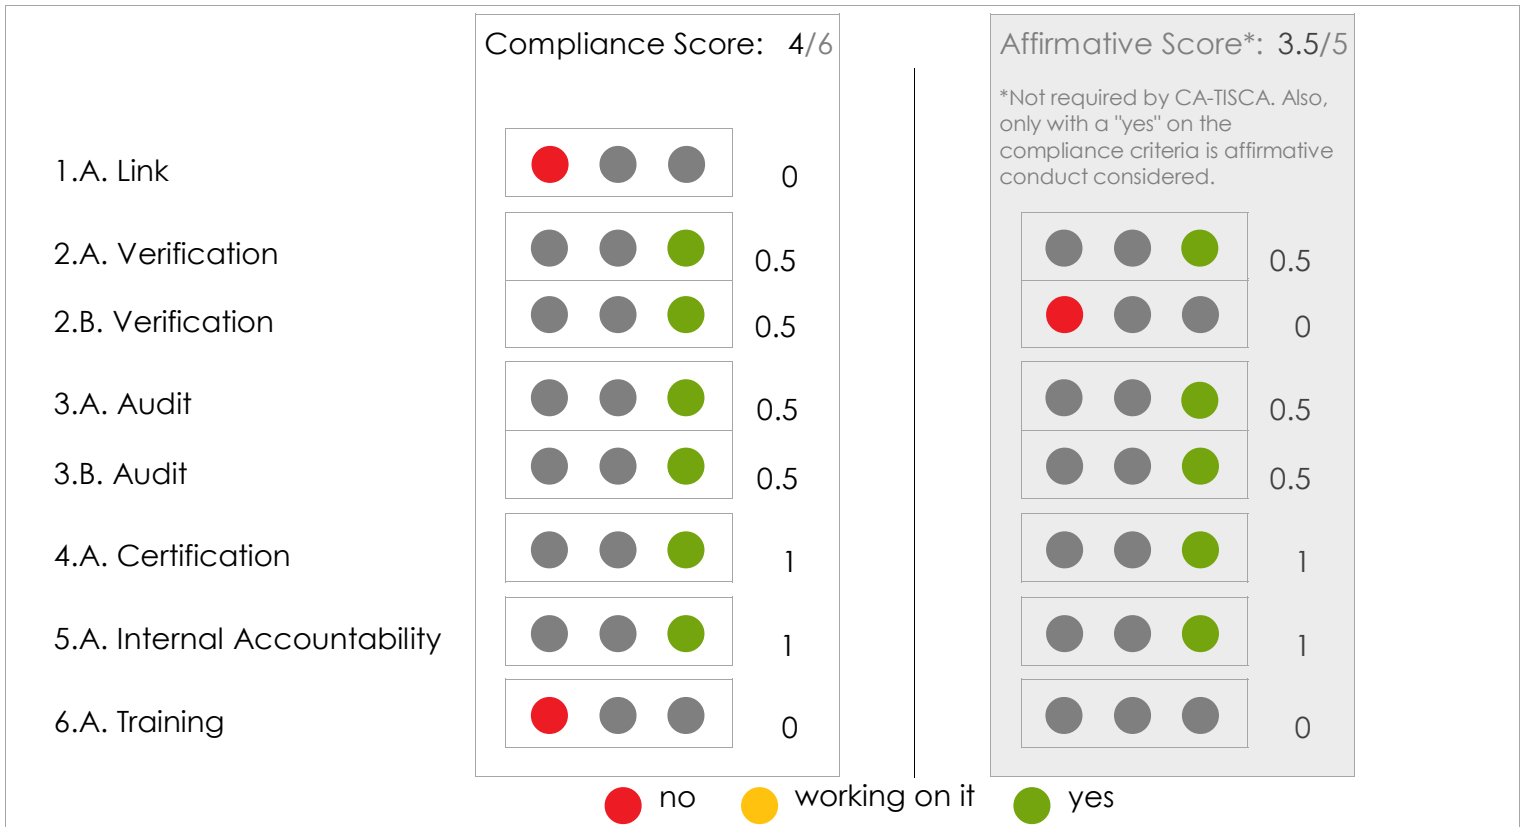 Compliance Score: 4/6
Affirmative Score*: 3.5/5
*Not required by CA-TISCA. Also,
only with a "yes" on the
compliance criteria is affirmative
conduct considered.
1.A. Link 0
2.A. Verification 0.5 0.5
2.B. Verification 0.5 0
3.A. Audit 0.5 0.5
3.B. Audit 0.5 0.5
4.A. Certification 1 1
5.A. Internal Accountability 1 1
6.A. Training 0 0
no working on it yes